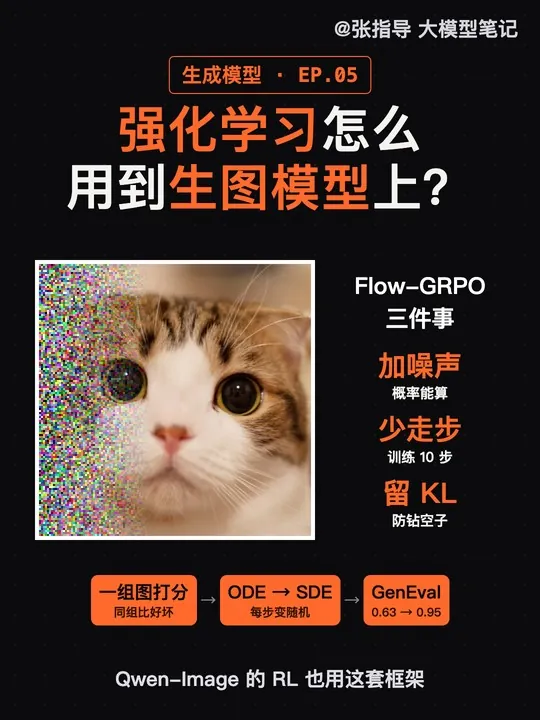 @张指导 大模型笔记
生成模型 · EP.05
强化学习怎么
用到生图模型上？
Flow-GRPO
三件事
加噪声
概率能算
少走步
训练 10 步
留 KL
防钻空子
一组图打分
同组比好坏
→
ODE → SDE
每步变随机
→
GenEval
0.63 → 0.95
Qwen-Image 的 RL 也用这套框架